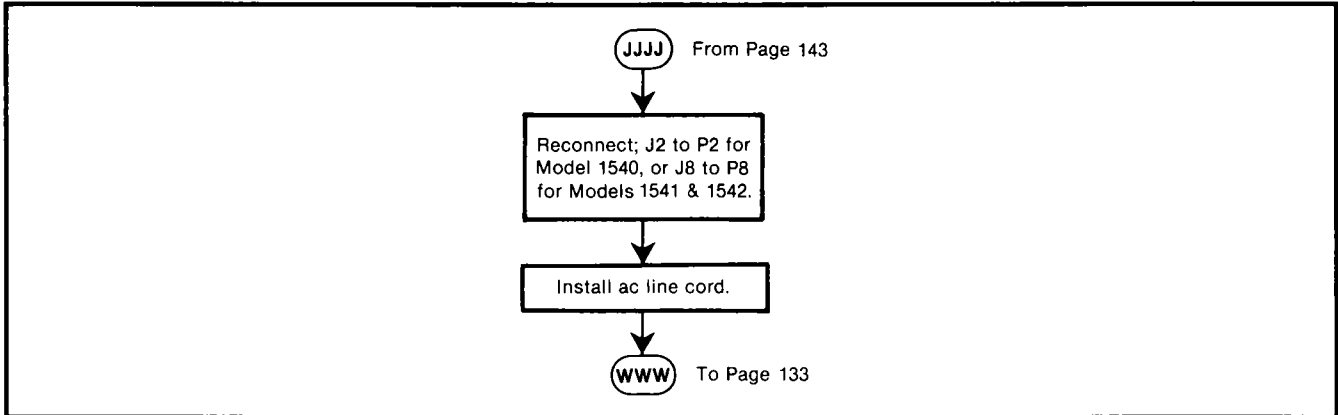 JJJJ From Page 143
Reconnect; J2 to P2 for
Model 1540, or J8 to P8
for Models 1541 & 1542.
Install ac line cord.
WWW To Page 133